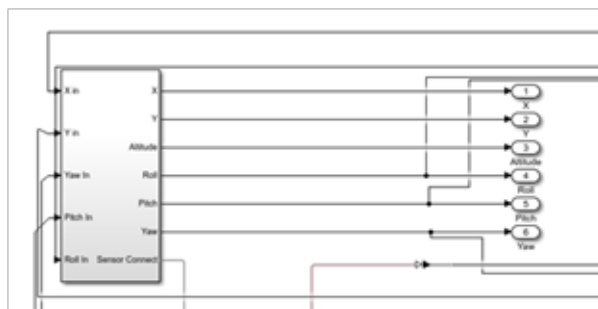 X in
X
1
X
Y in
Y
2
Y
Altitude
3
Altitude
Yaw In
Roll
4
Roll
Pitch
5
Pitch
Pitch In
Yaw
6
Yaw
Roll In
Sensor Connect